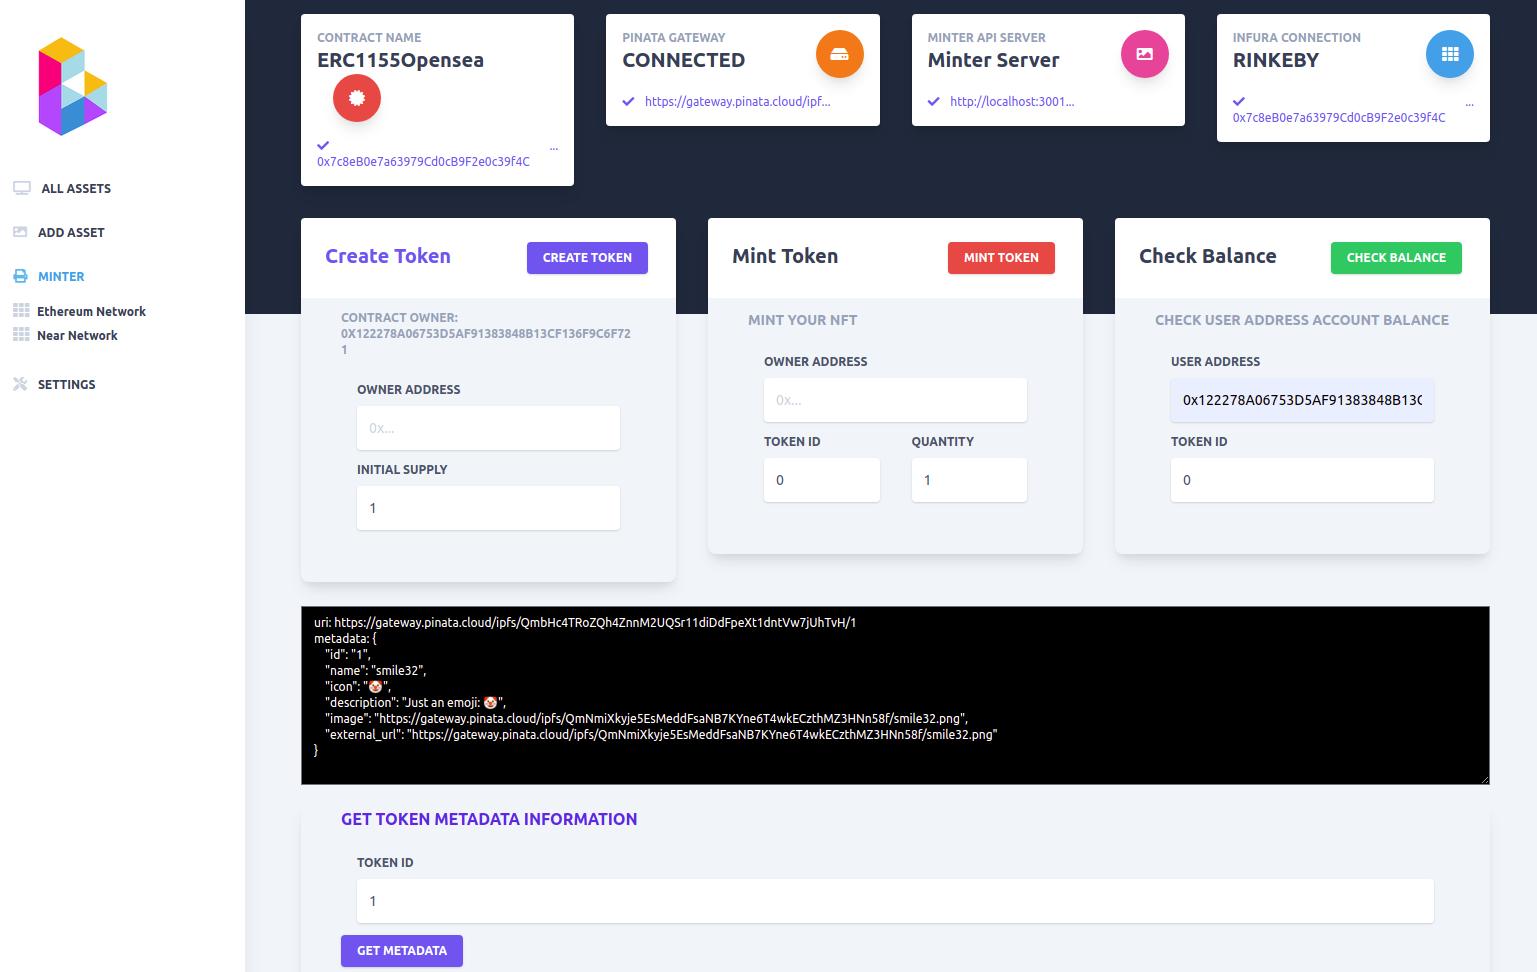 CONTRACT NAME
ERC1155Opensea
...
0x7c8eB0e7a63979Cd0cB9F2e0c39f4C
PINATA GATEWAY
CONNECTED
https://gateway.pinata.cloud/ipf...
MINTER API SERVER
Minter Server
http://localhost:3001...
INFURA CONNECTION
RINKEBY
...
0x7c8eB0e7a63979Cd0cB9F2e0c39f4C
ALL ASSETS
ADD ASSET
MINTER
Ethereum Network
Near Network
SETTINGS
Create Token
CREATE TOKEN
CONTRACT OWNER:
0X122278A06753D5AF91383848B13CF136F9C6F72
1
OWNER ADDRESS
0x...
INITIAL SUPPLY
1
Mint Token
MINT TOKEN
MINT YOUR NFT
OWNER ADDRESS
0x...
TOKEN ID
QUANTITY
0
1
Check Balance
CHECK BALANCE
CHECK USER ADDRESS ACCOUNT BALANCE
USER ADDRESS
0x122278A06753D5AF91383848B13C
TOKEN ID
0
uri: https://gateway.pinata.cloud/ipfs/QmbHc4TRoZQh4ZnnM2UQSr11diDdFpeXt1dntVw7jUhTvH/1
metadata: {
"id": "1",
"name": "smile32",
"icon": "🤡",
"description": "Just an emoji: 🤡",
"image": "https://gateway.pinata.cloud/ipfs/QmNmiXkyje5EsMeddFsaNB7KYne6T4wkECzthMZ3HNn58f/smile32.png",
"external_url": "https://gateway.pinata.cloud/ipfs/QmNmiXkyje5EsMeddFsaNB7KYne6T4wkECzthMZ3HNn58f/smile32.png"
}
GET TOKEN METADATA INFORMATION
TOKEN ID
1
GET METADATA